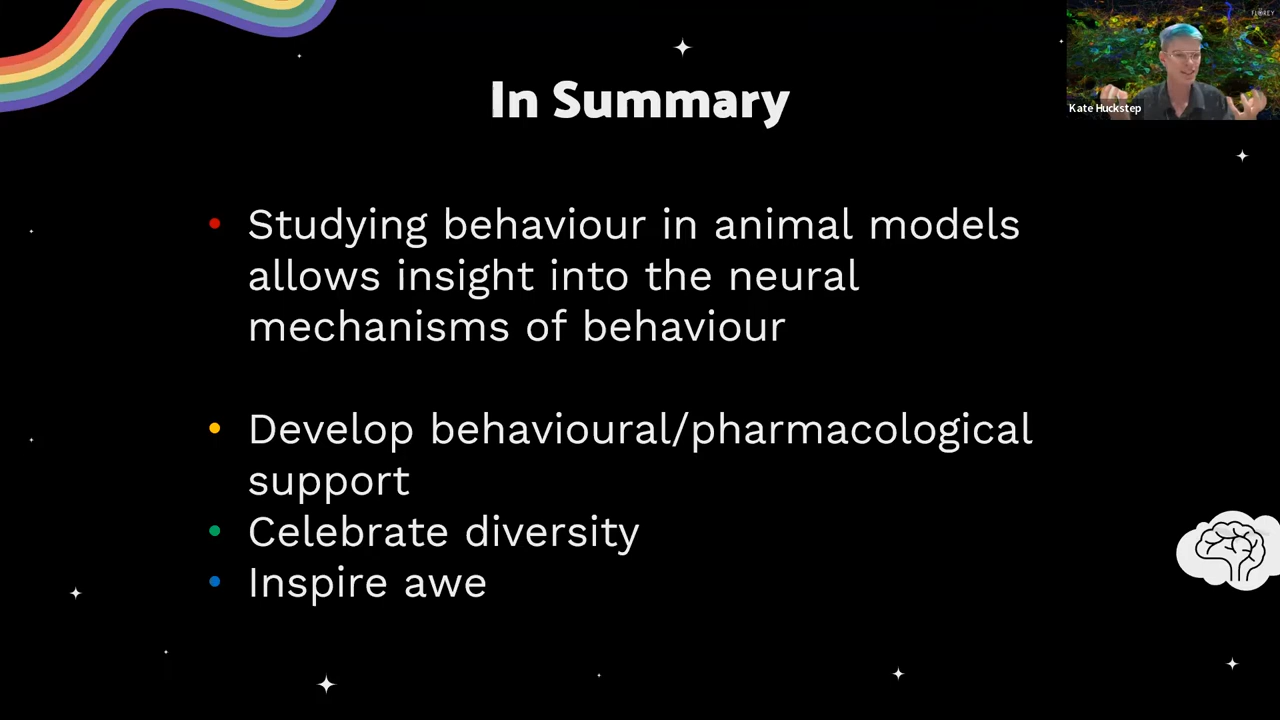 FLOREY
Kate Huckstep
In Summary
• Studying behaviour in animal models
allows insight into the neural
mechanisms of behaviour
• Develop behavioural/pharmacological
support
• Celebrate diversity
• Inspire awe